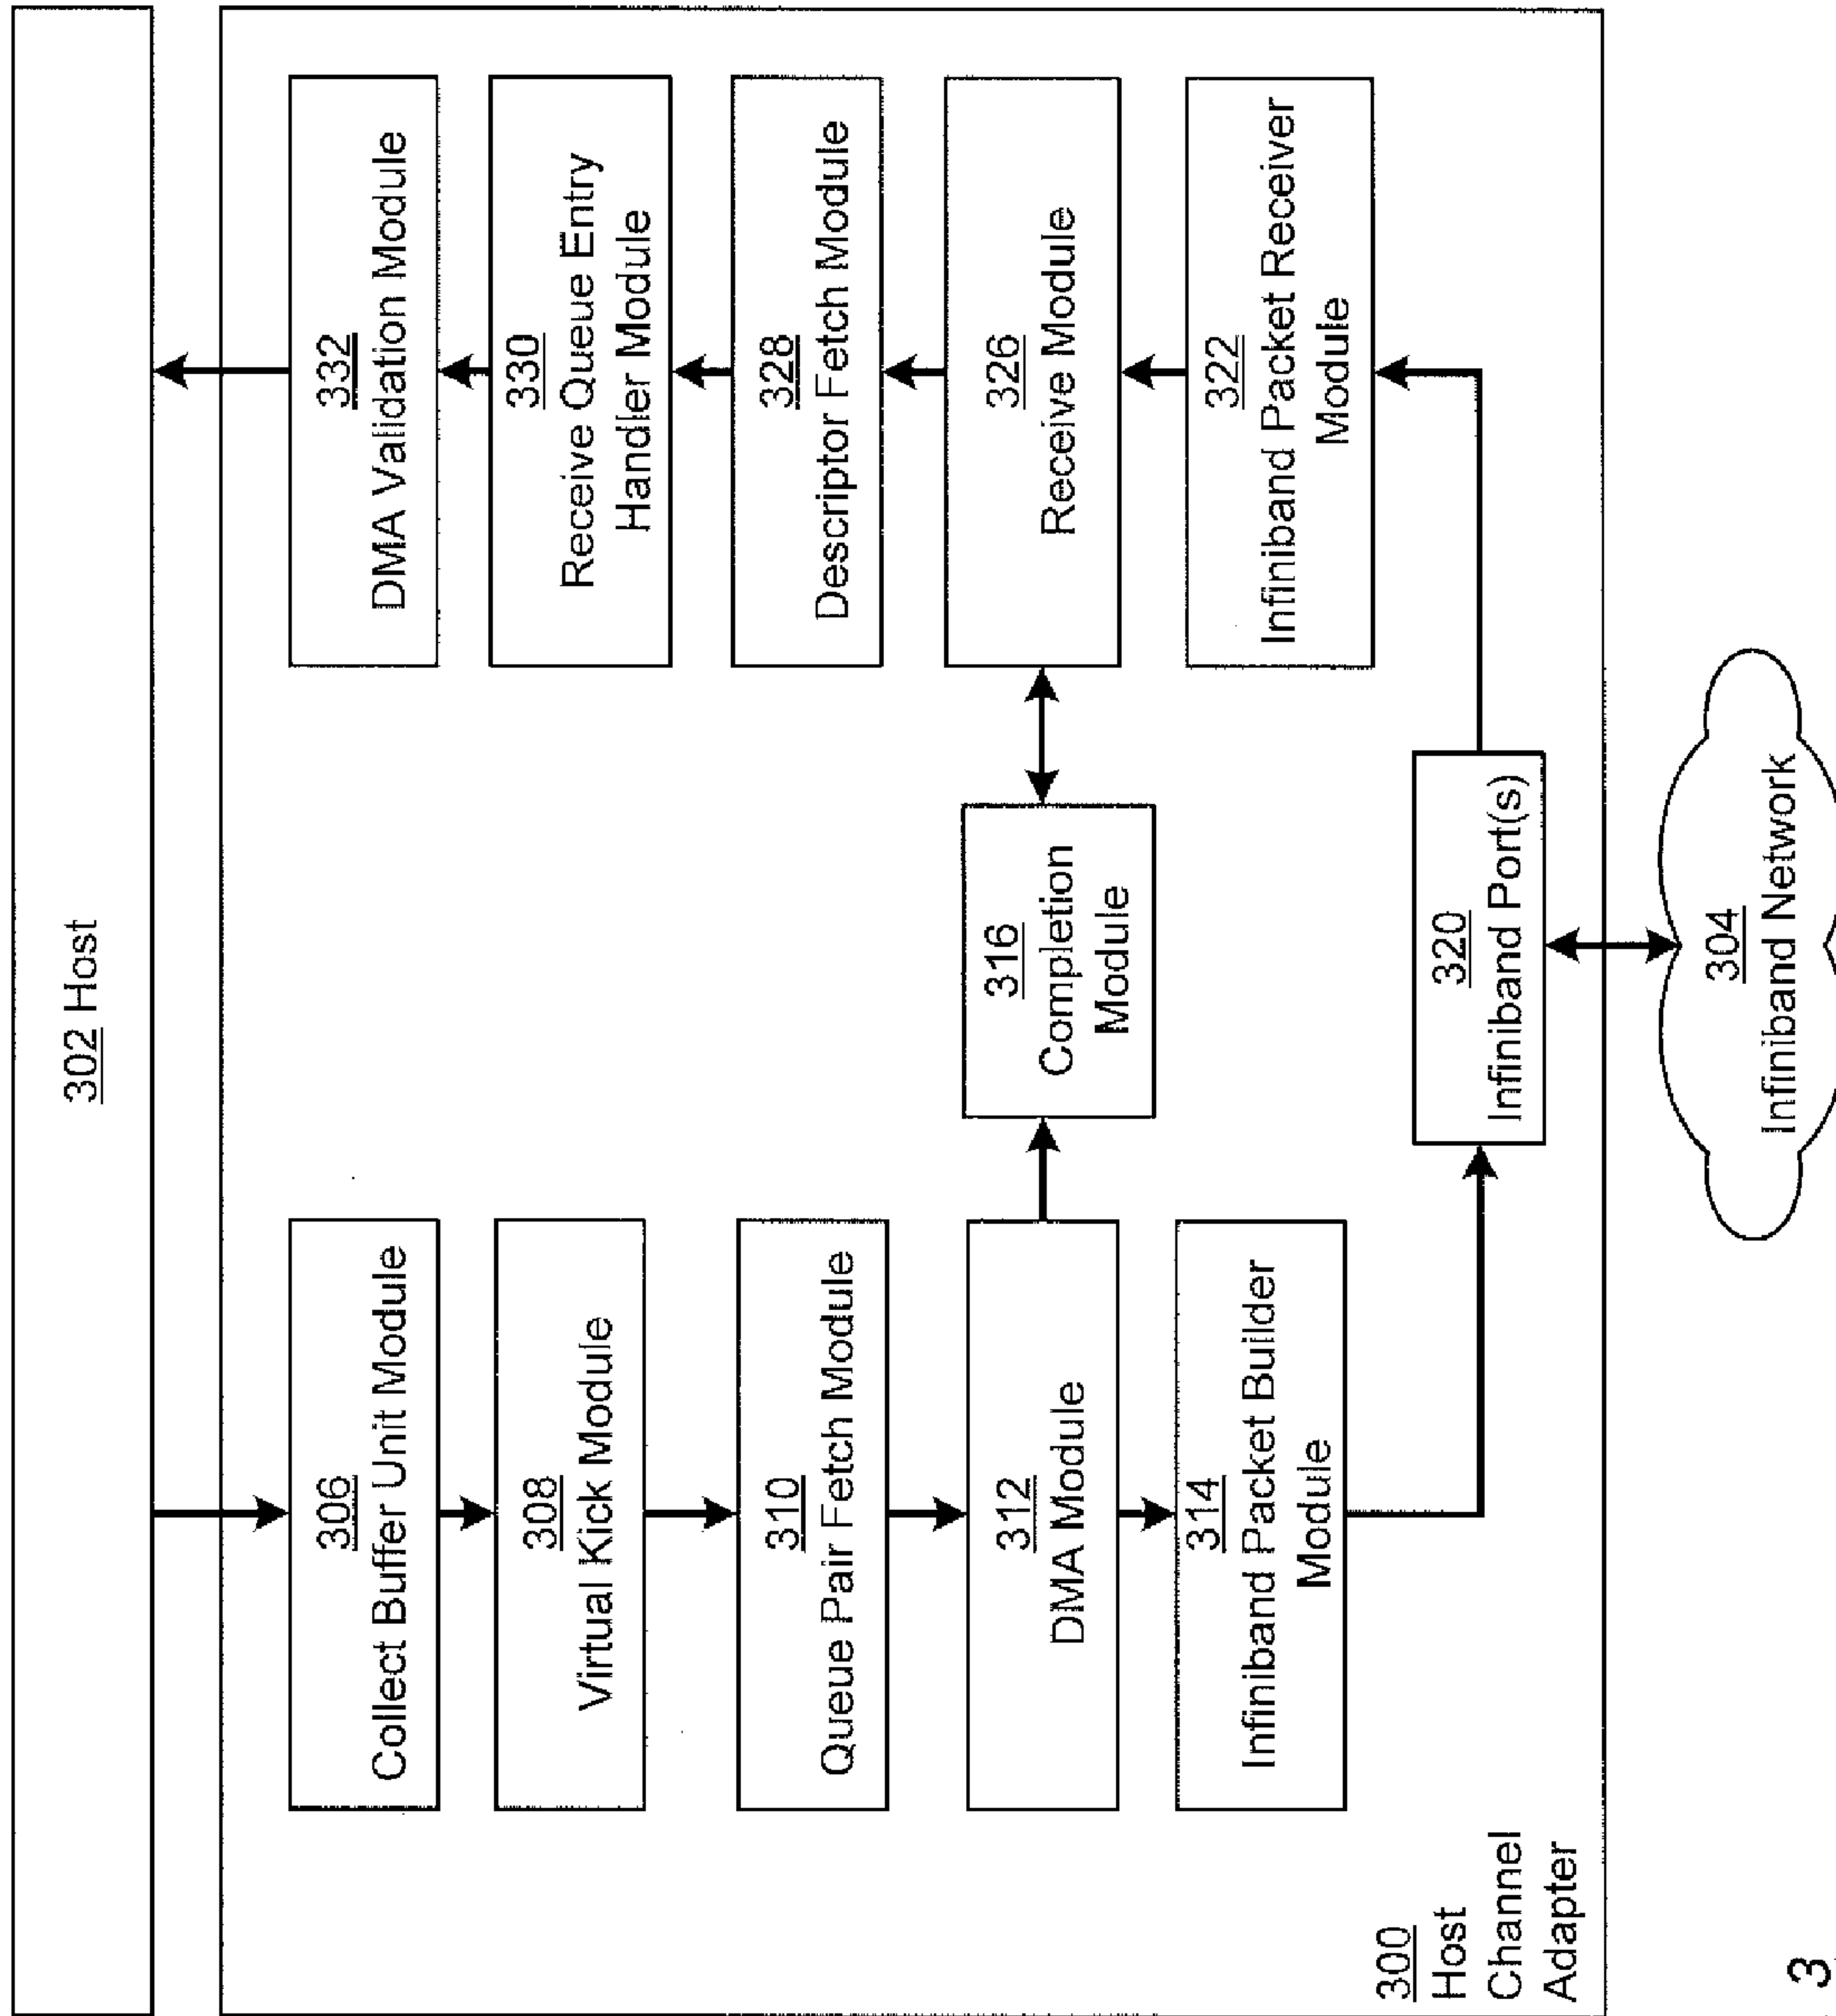 302 Host
306
Collect Buffer Unit Module
308
Virtual Kick Module
310
Queue Pair Fetch Module
312
DMA Module
314
Infiniband Packet Builder
Module
316
Completion
Module
332
DMA Validation Module
330
Receive Queue Entry
Handler Module
328
Descriptor Fetch Module
326
Receive Module
322
Infiniband Packet Receiver
Module
320
Infiniband Port(s)
300
Host
Channel
Adapter
304
Infiniband Network
3